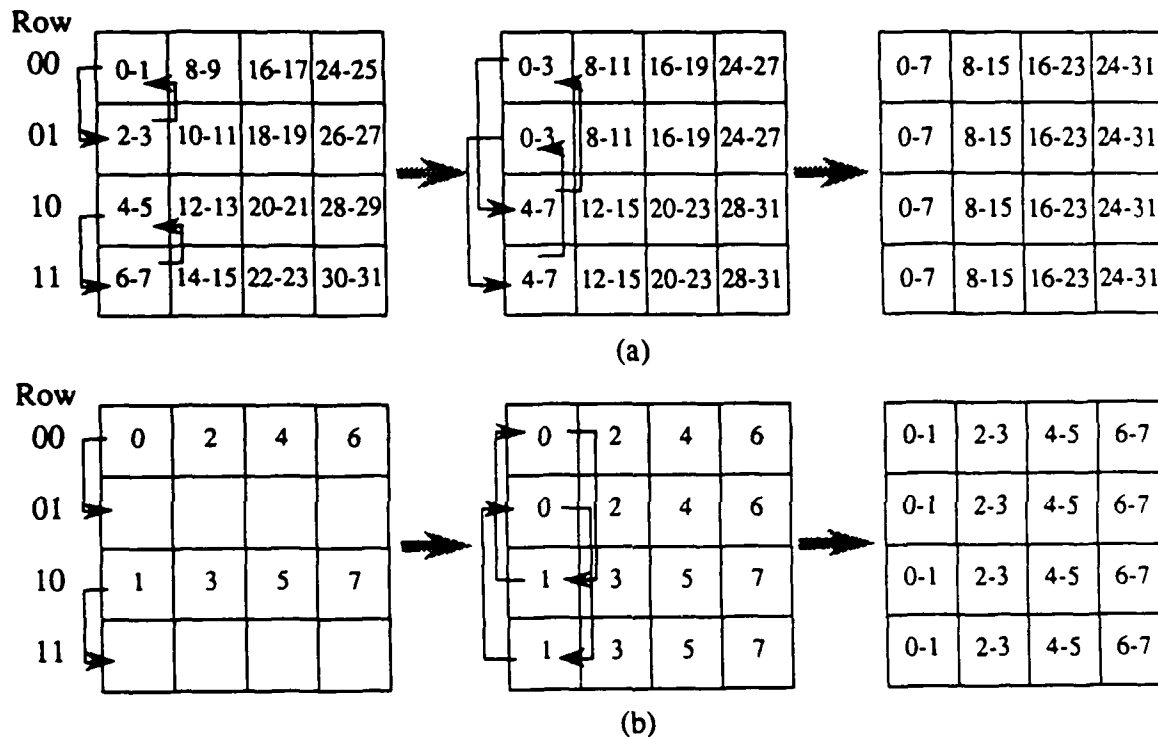 Row
00 0-1 8-9 16-17 24-25 0-3 8-11 16-19 24-27 0-7 8-15 16-23 24-31
01 2-3 10-11 18-19 26-27 0-3 8-11 16-19 24-27 0-7 8-15 16-23 24-31
10 4-5 12-13 20-21 28-29 4-7 12-15 20-23 28-31 0-7 8-15 16-23 24-31
11 6-7 14-15 22-23 30-31 4-7 12-15 20-23 28-31 0-7 8-15 16-23 24-31
(a)
Row
00 0 2 4 6 0 2 4 6 0-1 2-3 4-5 6-7
01 0 2 4 6 0-1 2-3 4-5 6-7
10 1 3 5 7 1 3 5 7 0-1 2-3 4-5 6-7
11 1 3 5 7 0-1 2-3 4-5 6-7
(b)